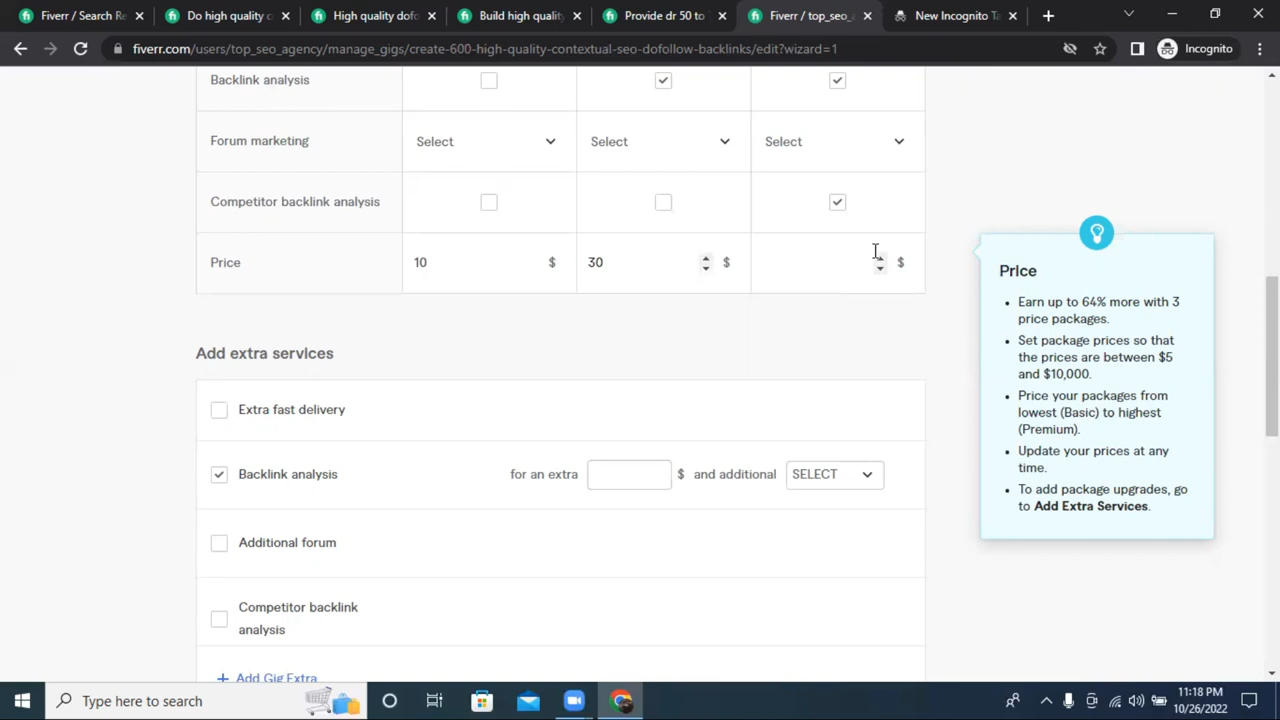 Fiverr / Search Re
Do high quality c
High quality dofo
Build high quality
Provide dr 50 to
Fiverr / top_seo_
New Incognito Ta
fiverr.com/users/top_seo_agency/manage_gigs/create-600-high-quality-contextual-seo-dofollow-backlinks/edit?wizard=1
Incognito
Backlink analysis
Forum marketing
Select
Select
Select
Competitor backlink analysis
Price
10
$
30
$
$
Price
Earn up to 64% more with 3
price packages.
Set package prices so that
the prices are between $5
and $10,000.
Price your packages from
lowest (Basic) to highest
(Premium).
Update your prices at any
time.
To add package upgrades, go
to Add Extra Services.
Add extra services
Extra fast delivery
Backlink analysis
for an extra
$ and additional
SELECT
Additional forum
Competitor backlink
analysis
+ Add Gig Extra
Type here to search
11:18 PM
10/26/2022